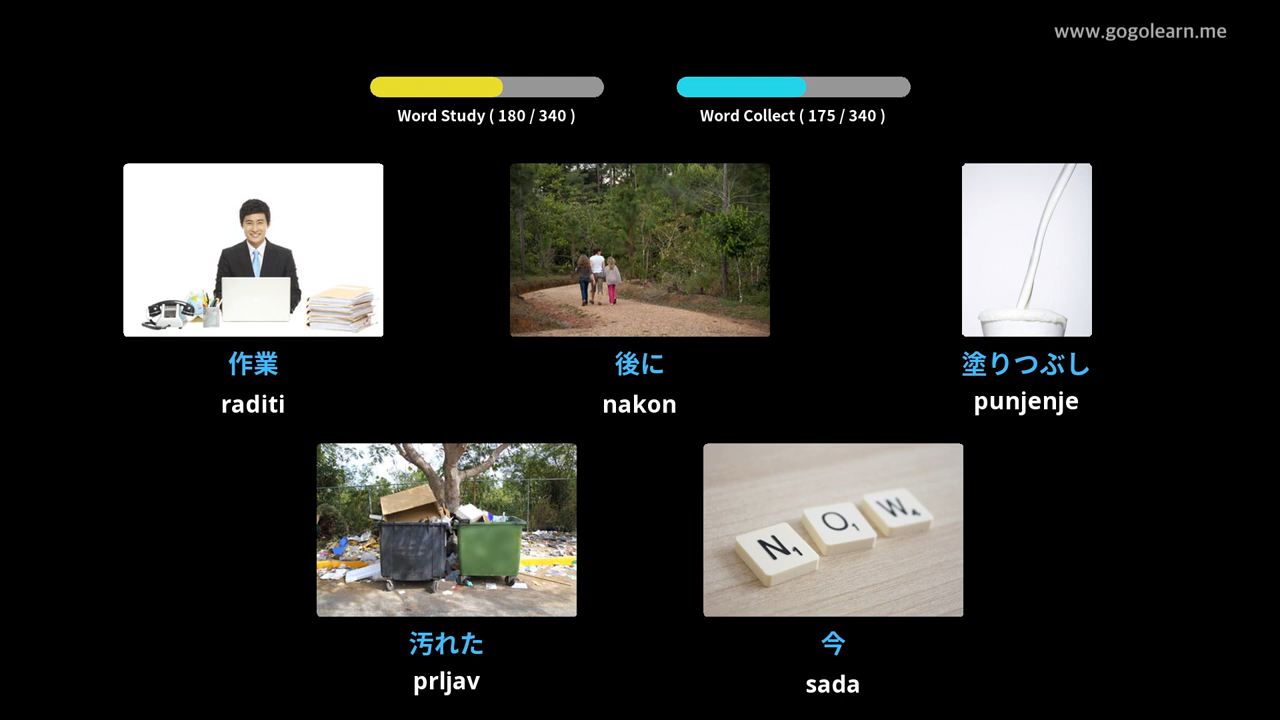 www.gogolearn.me
Word Study ( 180 / 340 )
Word Collect ( 175 / 340 )
作業
raditi
後に
nakon
塗りつぶし
punjenje
NOW
汚れた
prljav
今
sada